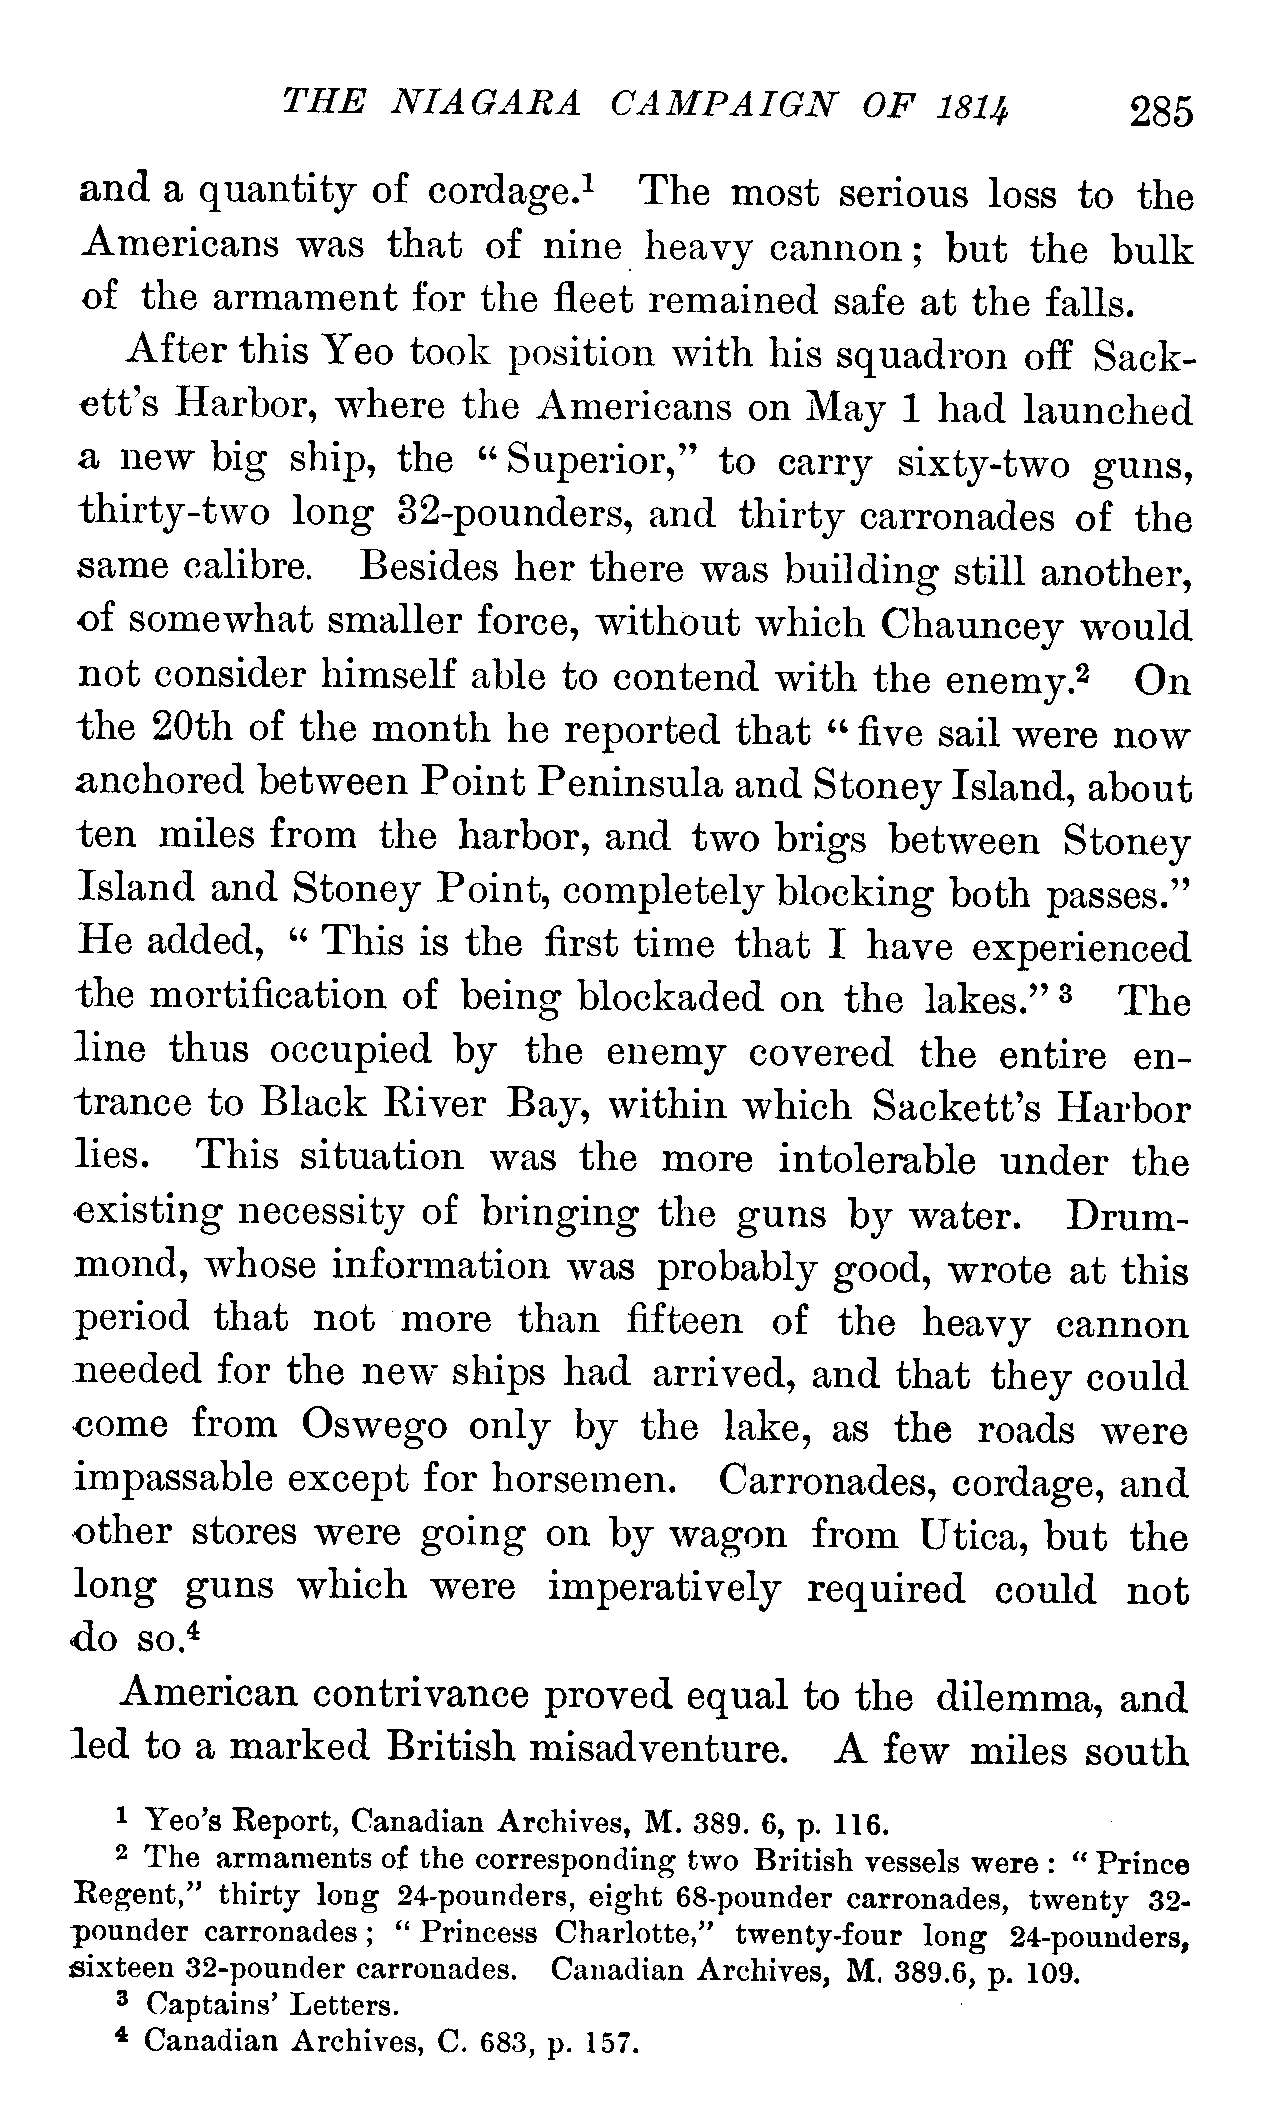 THE NIAGARA CAMPAIGN OF 1814 285
and a quantity of cordage.¹ The most serious loss to the
Americans was that of nine heavy cannon; but the bulk
of the armament for the fleet remained safe at the falls.
After this Yeo took position with his squadron off Sack-
ett's Harbor, where the Americans on May 1 had launched
a new big ship, the "Superior," to carry sixty-two guns,
thirty-two long 32-pounders, and thirty carronades of the
same calibre. Besides her there was building still another,
of somewhat smaller force, without which Chauncey would
not consider himself able to contend with the enemy.² On
the 20th of the month he reported that "five sail were now
anchored between Point Peninsula and Stoney Island, about
ten miles from the harbor, and two brigs between Stoney
Island and Stoney Point, completely blocking both passes."
He added, "This is the first time that I have experienced
the mortification of being blockaded on the lakes."³ The
line thus occupied by the enemy covered the entire en-
trance to Black River Bay, within which Sackett's Harbor
lies. This situation was the more intolerable under the
existing necessity of bringing the guns by water. Drum-
mond, whose information was probably good, wrote at this
period that not more than fifteen of the heavy cannon
needed for the new ships had arrived, and that they could
come from Oswego only by the lake, as the roads were
impassable except for horsemen. Carronades, cordage, and
other stores were going on by wagon from Utica, but the
long guns which were imperatively required could not
do so.⁴
American contrivance proved equal to the dilemma, and
led to a marked British misadventure. A few miles south
¹ Yeo's Report, Canadian Archives, M. 389. 6, p. 116.
² The armaments of the corresponding two British vessels were: "Prince
Regent," thirty long 24-pounders, eight 68-pounder carronades, twenty 32-
pounder carronades; "Princess Charlotte," twenty-four long 24-pounders,
sixteen 32-pounder carronades. Canadian Archives, M. 389.6, p. 109.
³ Captains' Letters.
⁴ Canadian Archives, C. 683, p. 157.